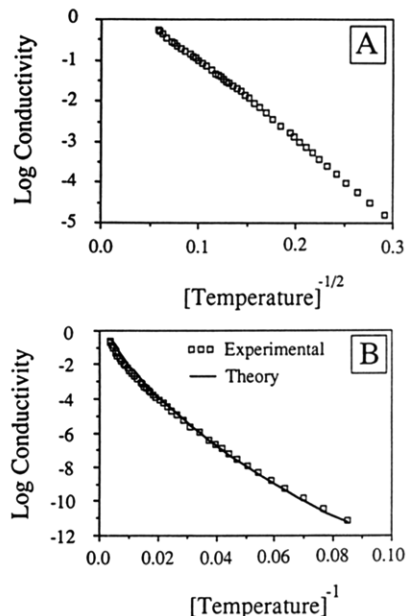 A
0
-1
-2
-3
-4
-5
Log Conductivity
0.0 0.1 0.2 0.3
[Temperature]^-1/2
B
Experimental
Theory
0
-2
-4
-6
-8
-10
-12
Log Conductivity
0.0 0.02 0.04 0.06 0.08 0.10
[Temperature]^-1